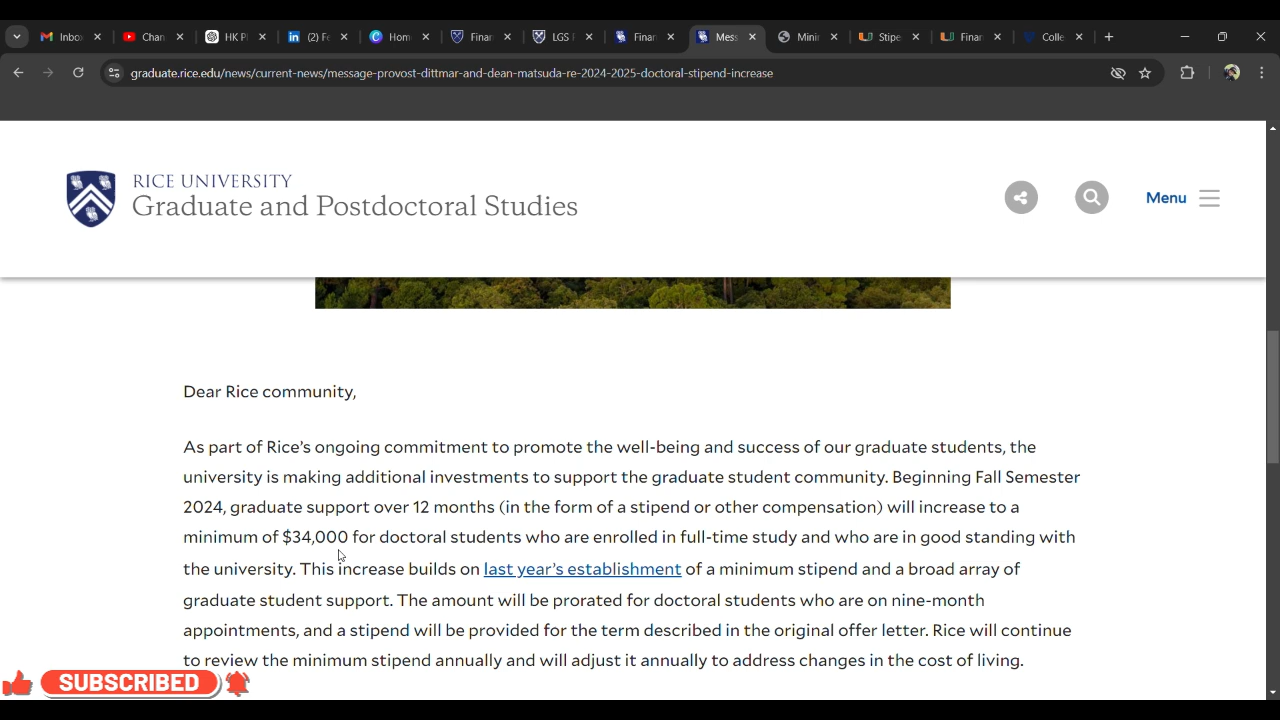 Inbo
Chan
HK P
(2) Fe
Hom
Finan
LGS F
Finar
Mess
Mini
Stipe
Finan
Colle
graduate.rice.edu/news/current-news/message-provost-dittmar-and-dean-matsuda-re-2024-2025-doctoral-stipend-increase
RICE UNIVERSITY
Graduate and Postdoctoral Studies
Menu
Dear Rice community,
As part of Rice's ongoing commitment to promote the well-being and success of our graduate students, the
university is making additional investments to support the graduate student community. Beginning Fall Semester
2024, graduate support over 12 months (in the form of a stipend or other compensation) will increase to a
minimum of $34,000 for doctoral students who are enrolled in full-time study and who are in good standing with
the university. This increase builds on last year's establishment of a minimum stipend and a broad array of
graduate student support. The amount will be prorated for doctoral students who are on nine-month
appointments, and a stipend will be provided for the term described in the original offer letter. Rice will continue
to review the minimum stipend annually and will adjust it annually to address changes in the cost of living.
SUBSCRIBED